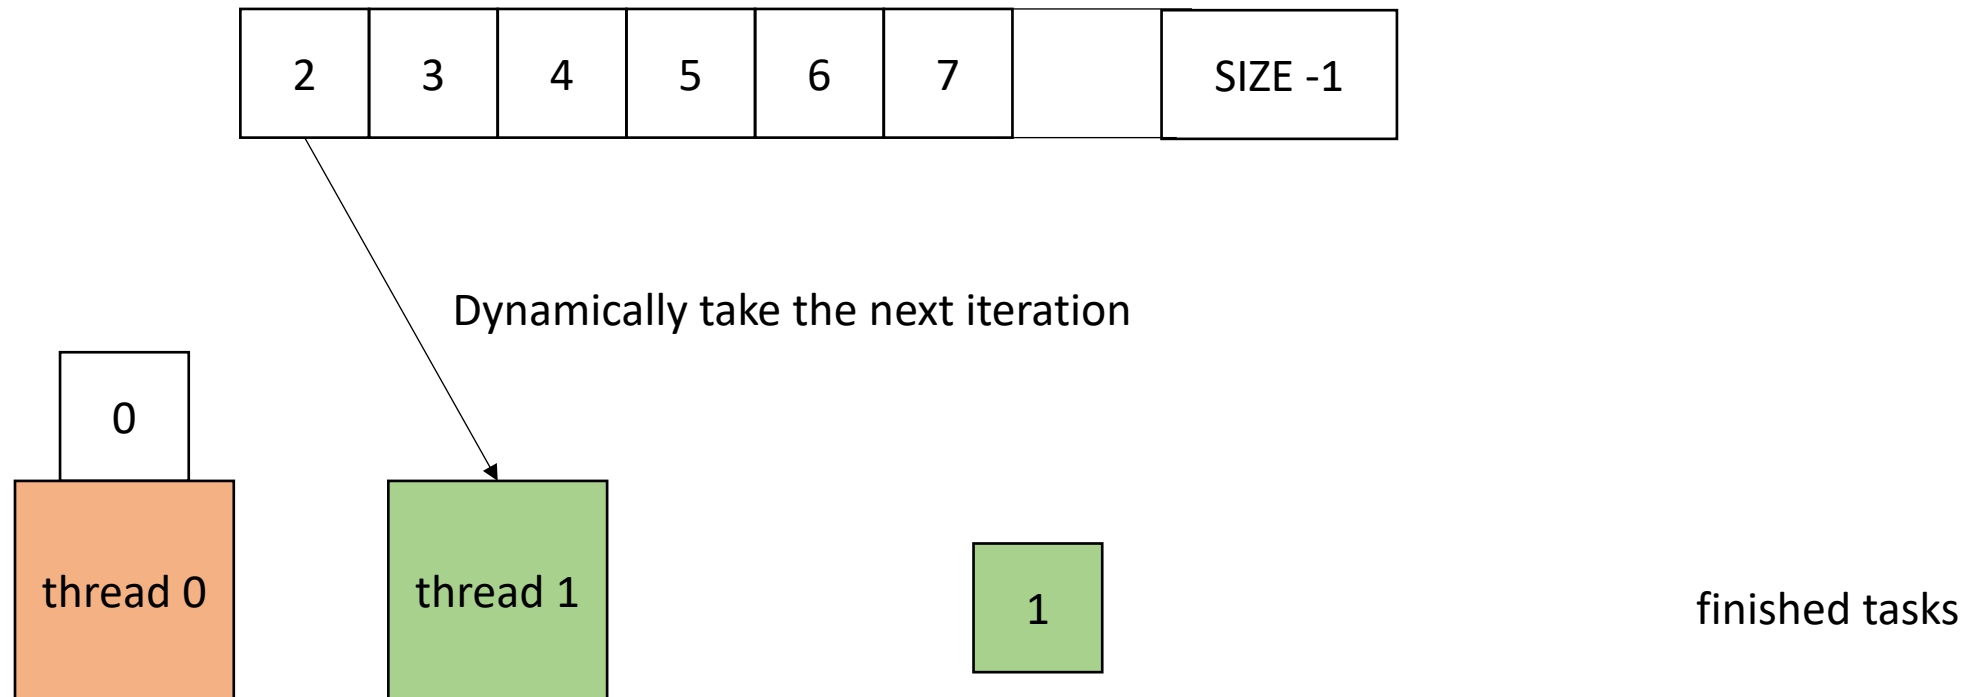 2 3 4 5 6 7 SIZE -1
Dynamically take the next iteration
0
thread 0 thread 1 1 finished tasks